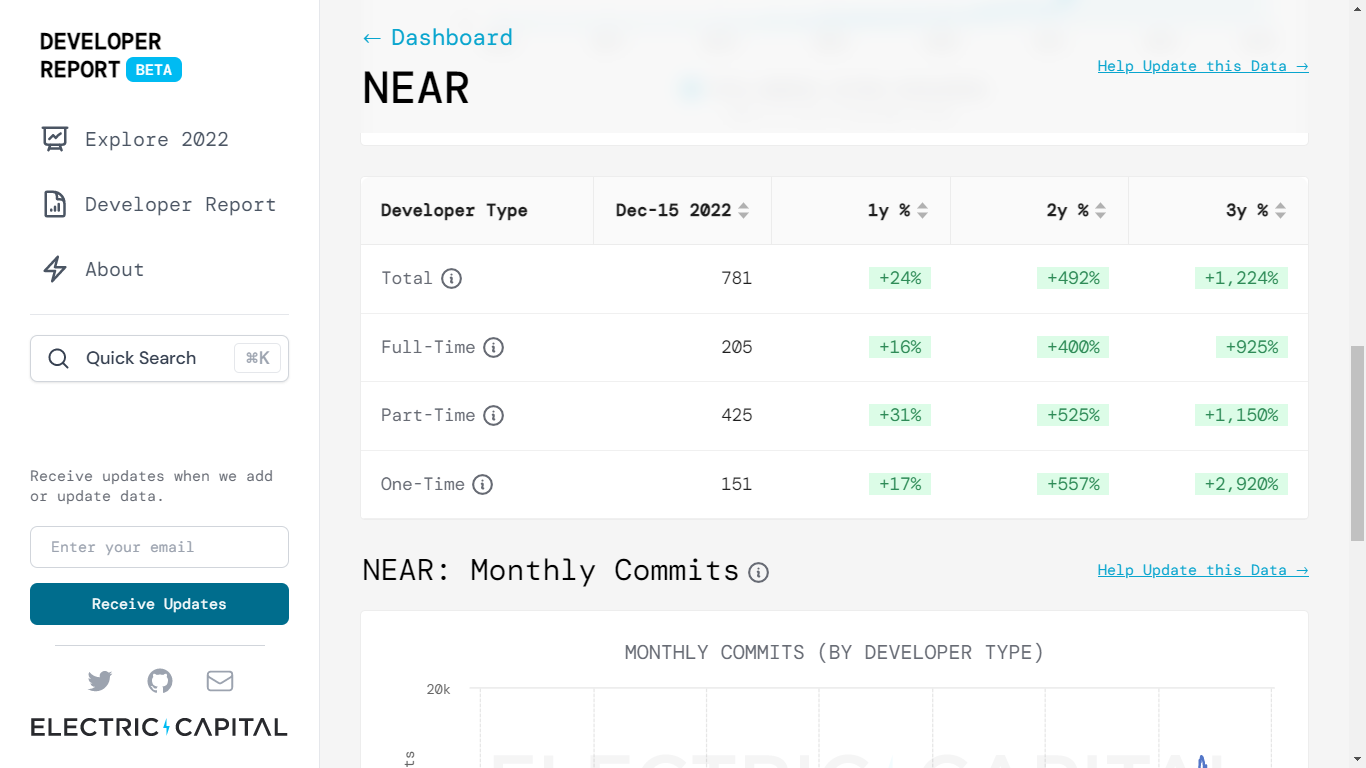 DEVELOPER
REPORT BETA
Explore 2022
Developer Report
About
Quick Search ⌘K
Receive updates when we add
or update data.
Enter your email
Receive Updates
ELECTRIC CAPITAL
← Dashboard
NEAR
Help Update this Data →
Developer Type Dec-15 2022 1y % 2y % 3y %
Total 781 +24% +492% +1,224%
Full-Time 205 +16% +400% +925%
Part-Time 425 +31% +525% +1,150%
One-Time 151 +17% +557% +2,920%
NEAR: Monthly Commits
Help Update this Data →
MONTHLY COMMITS (BY DEVELOPER TYPE)
20k
ELECTRIC CAPITAL